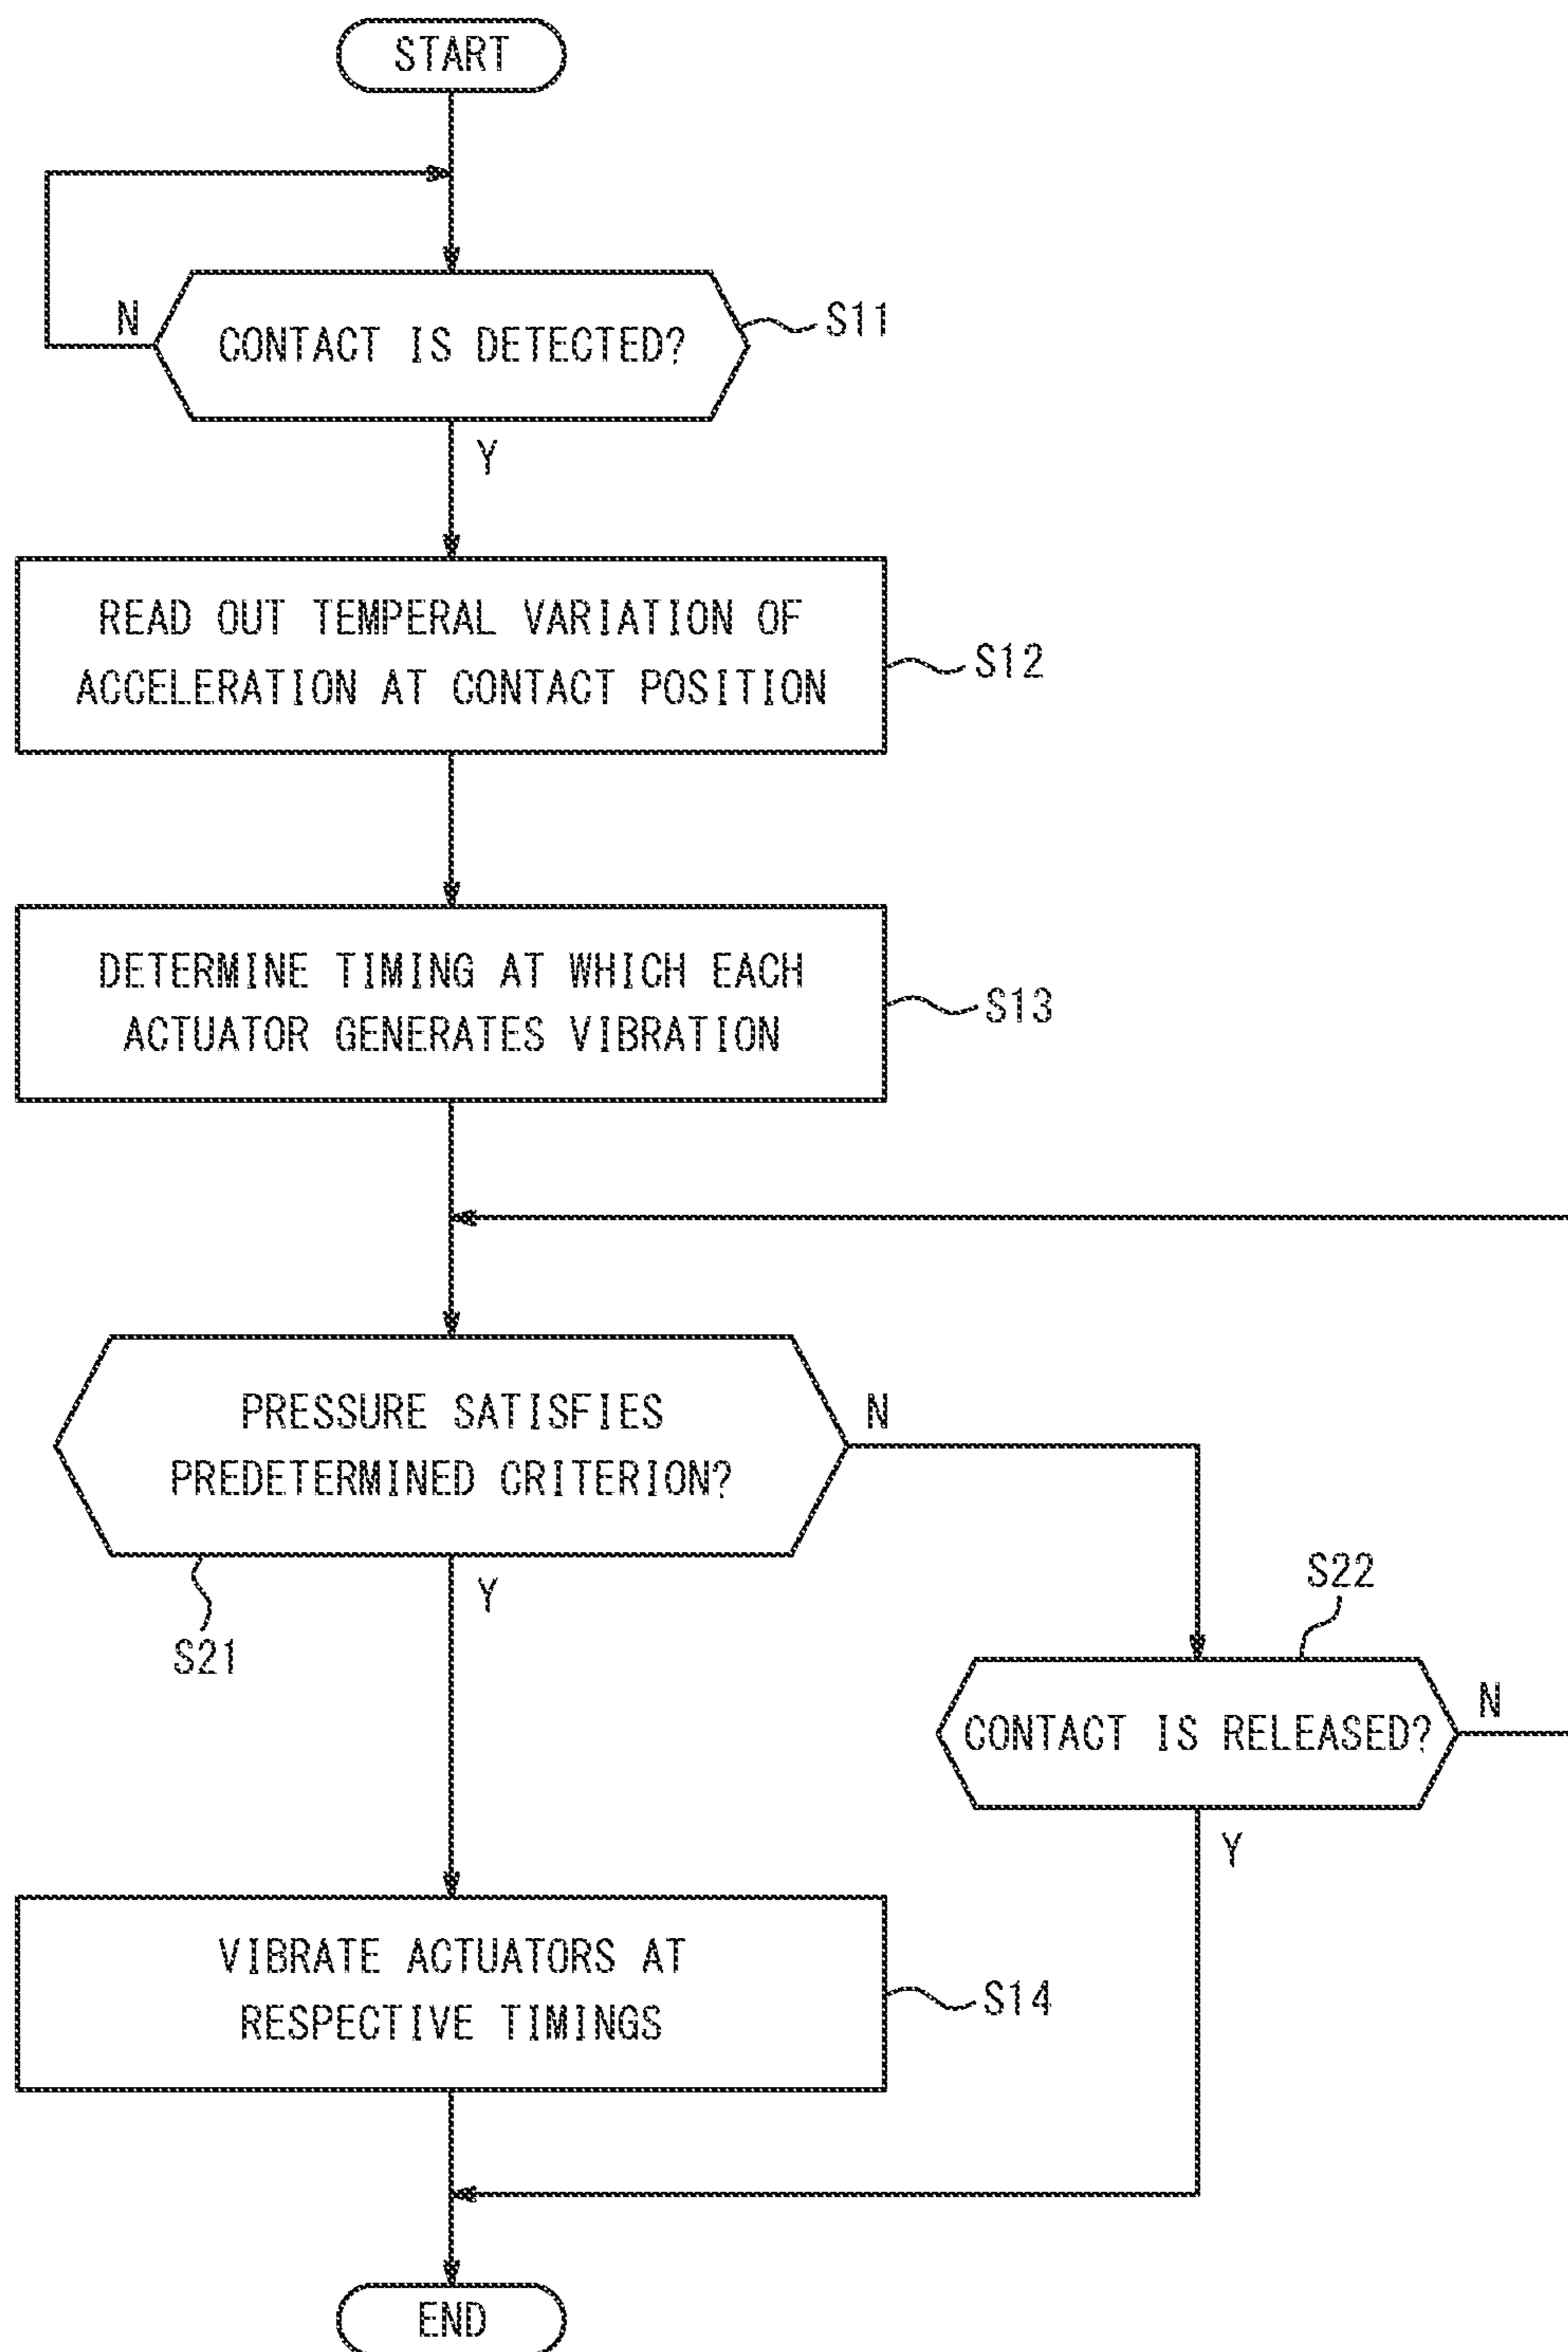 START
N
CONTACT IS DETECTED?
S11
Y
READ OUT TEMPERAL VARIATION OF
ACCELERATION AT CONTACT POSITION
S12
DETERMINE TIMING AT WHICH EACH
ACTUATOR GENERATES VIBRATION
S13
PRESSURE SATISFIES
PREDETERMINED CRITERION?
N
S21
Y
S22
CONTACT IS RELEASED?
N
Y
VIBRATE ACTUATORS AT
RESPECTIVE TIMINGS
S14
END